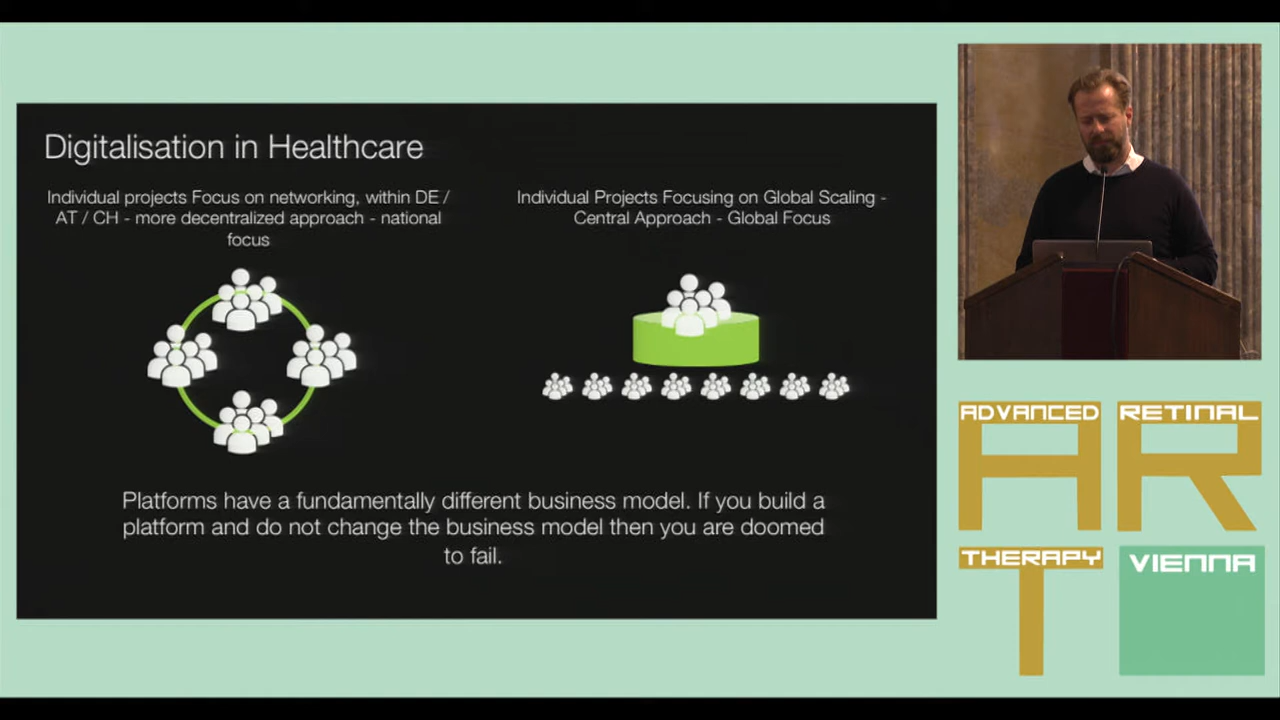 Digitalisation in Healthcare
Individual projects Focus on networking, within DE /
AT / CH - more decentralized approach - national
focus
Individual Projects Focusing on Global Scaling -
Central Approach - Global Focus
Platforms have a fundamentally different business model. If you build a
platform and do not change the business model then you are doomed
to fail.
ADVANCED
RETINAL
A
R
THERAPY
VIENNA
T